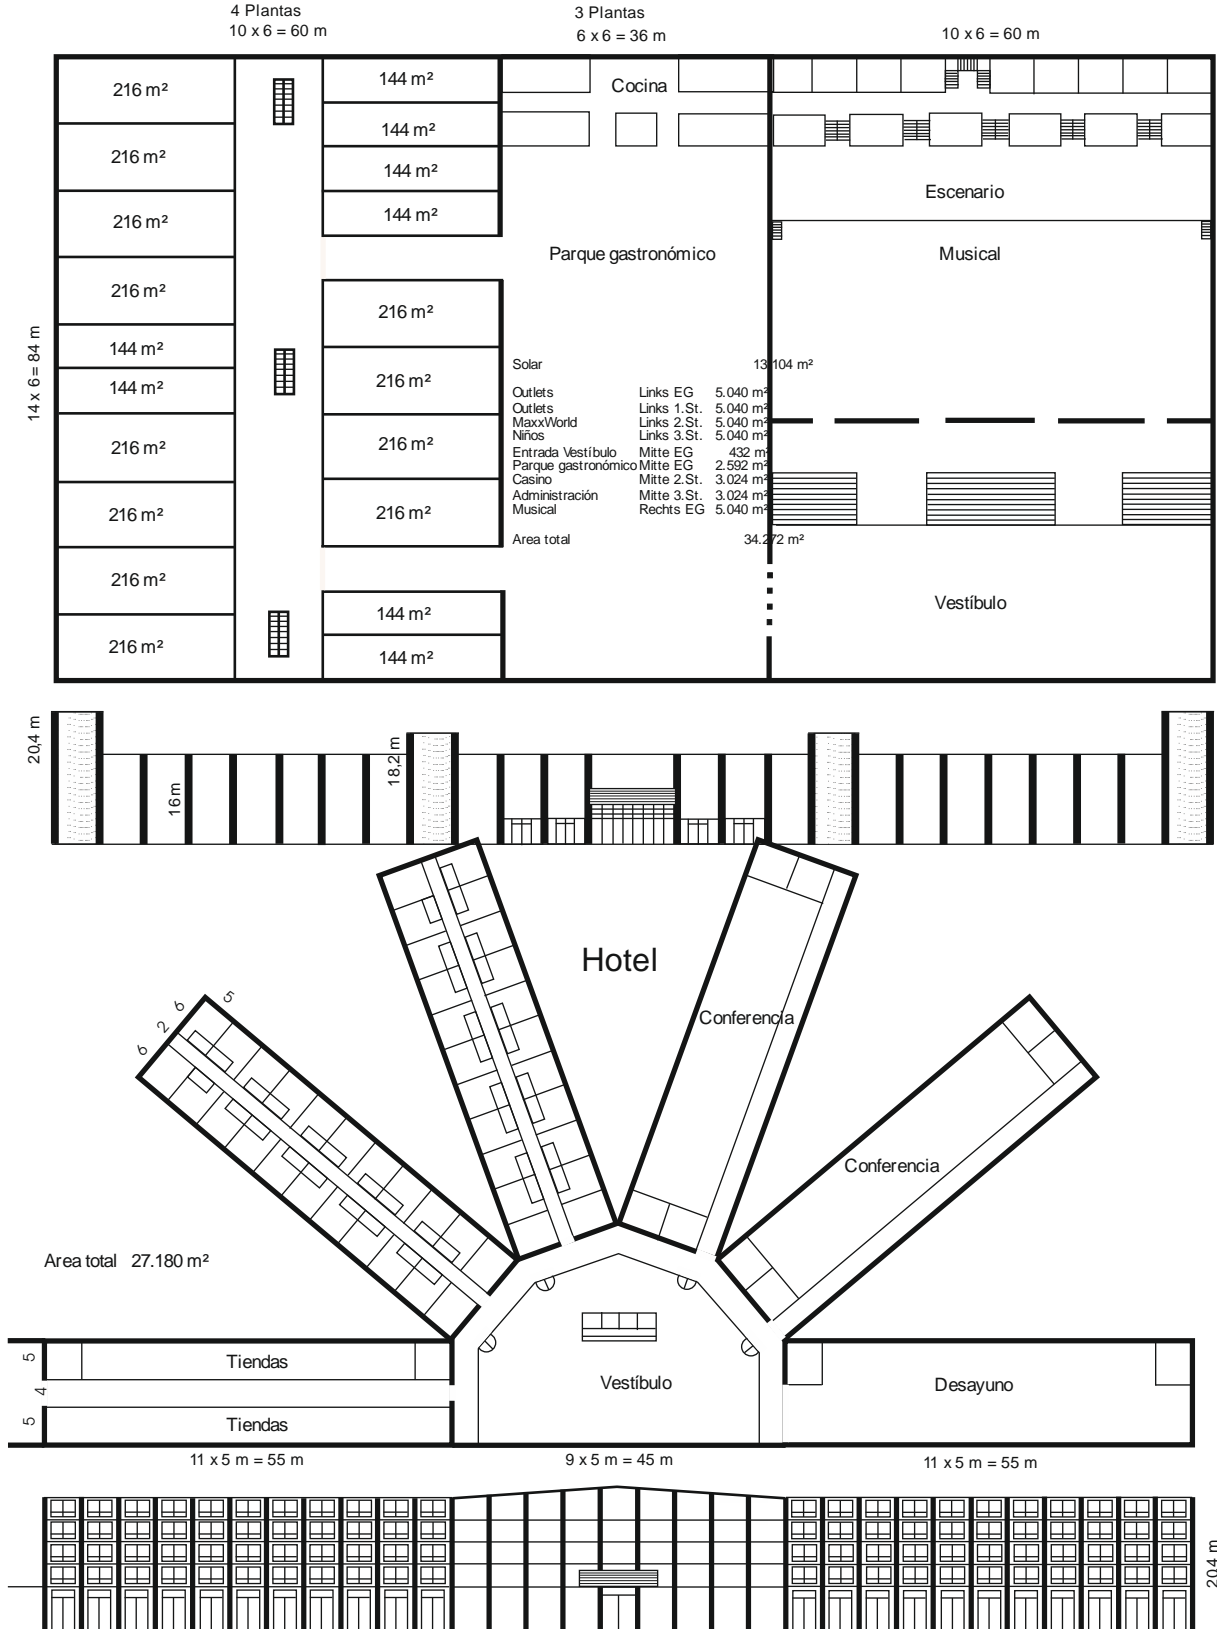 4 Plantas
10 x 6 = 60 m
3 Plantas
6 x 6 = 36 m
10 x 6 = 60 m
14 x 6 = 84 m
216 m²
216 m²
216 m²
216 m²
144 m²
144 m²
216 m²
216 m²
216 m²
216 m²
144 m²
144 m²
144 m²
144 m²
216 m²
216 m²
216 m²
216 m²
144 m²
144 m²
Cocina
Parque gastronómico
Escenario
Musical
Vestíbulo
Solar 13.104 m²
Outlets Links EG 5.040 m²
Outlets Links 1.St. 5.040 m²
MaxxWorld Links 2.St. 5.040 m²
Niños Links 3.St. 5.040 m²
Entrada Vestíbulo Mitte EG 432 m²
Parque gastronómico Mitte EG 2.592 m²
Casino Mitte 2.St. 3.024 m²
Administración Mitte 3.St. 3.024 m²
Musical Rechts EG 5.040 m²
Area total 34.272 m²
20,4 m
16 m
18,2 m
Hotel
6 2 6 5
Conferencia
Conferencia
Area total 27.180 m²
5
4
5
Tiendas
Tiendas
Vestíbulo
Desayuno
11 x 5 m = 55 m
9 x 5 m = 45 m
11 x 5 m = 55 m
20,4 m